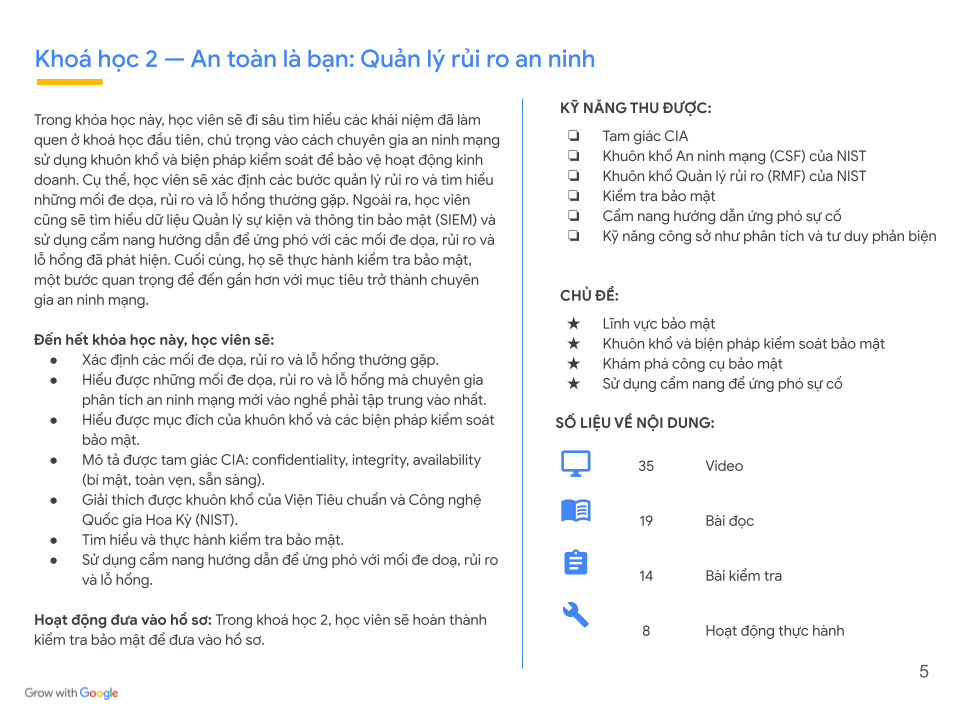 Khoá học 2 — An toàn là bạn: Quản lý rủi ro an ninh
Trong khóa học này, học viên sẽ đi sâu tìm hiểu các khái niệm đã làm
quen ở khoá học đầu tiên, chú trọng vào cách chuyên gia an ninh mạng
sử dụng khuôn khổ và biện pháp kiểm soát để bảo vệ hoạt động kinh
doanh. Cụ thể, học viên sẽ xác định các bước quản lý rủi ro và tìm hiểu
những mối đe dọa, rủi ro và lỗ hổng thường gặp. Ngoài ra, học viên
cũng sẽ tìm hiểu dữ liệu Quản lý sự kiện và thông tin bảo mật (SIEM) và
sử dụng cẩm nang hướng dẫn để ứng phó với các mối đe dọa, rủi ro và
lỗ hổng đã phát hiện. Cuối cùng, họ sẽ thực hành kiểm tra bảo mật,
một bước quan trọng để đến gần hơn với mục tiêu trở thành chuyên
gia an ninh mạng.
Đến hết khóa học này, học viên sẽ:
● Xác định các mối đe dọa, rủi ro và lỗ hổng thường gặp.
● Hiểu được những mối đe dọa, rủi ro và lỗ hổng mà chuyên gia
phân tích an ninh mạng mới vào nghề phải tập trung vào nhất.
● Hiểu được mục đích của khuôn khổ và các biện pháp kiểm soát
bảo mật.
● Mô tả được tam giác CIA: confidentiality, integrity, availability
(bí mật, toàn vẹn, sẵn sàng).
● Giải thích được khuôn khổ của Viện Tiêu chuẩn và Công nghệ
Quốc gia Hoa Kỳ (NIST).
● Tìm hiểu và thực hành kiểm tra bảo mật.
● Sử dụng cẩm nang hướng dẫn để ứng phó với mối đe doạ, rủi ro
và lỗ hổng.
Hoạt động đưa vào hồ sơ: Trong khoá học 2, học viên sẽ hoàn thành
kiểm tra bảo mật để đưa vào hồ sơ.
KỸ NĂNG THU ĐƯỢC:
❏ Tam giác CIA
❏ Khuôn khổ An ninh mạng (CSF) của NIST
❏ Khuôn khổ Quản lý rủi ro (RMF) của NIST
❏ Kiểm tra bảo mật
❏ Cẩm nang hướng dẫn ứng phó sự cố
❏ Kỹ năng công sở như phân tích và tư duy phản biện
CHỦ ĐỀ:
★ Lĩnh vực bảo mật
★ Khuôn khổ và biện pháp kiểm soát bảo mật
★ Khám phá công cụ bảo mật
★ Sử dụng cẩm nang để ứng phó sự cố
SỐ LIỆU VỀ NỘI DUNG:
35 Video
19 Bài đọc
14 Bài kiểm tra
8 Hoạt động thực hành
5
Grow with Google